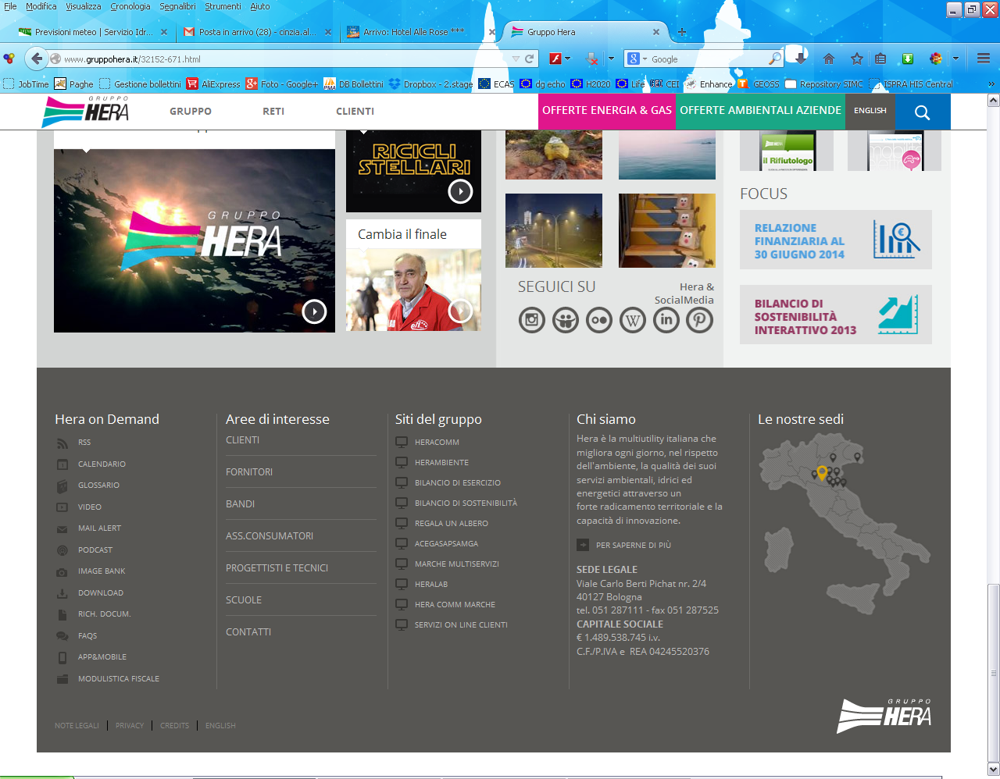 File Modifica Visualizza Cronologia Segnalibri Strumenti Aiuto
Previsioni meteo | Servizio Idr...
Posta in arrivo (28) - cinzia.al...
Arrivo: Hotel Alle Rose ***
Gruppo Hera
www.gruppohera.it/32152-671.html
Google
JobTime
Paghe
Gestione bollettini
AliExpress
Foto - Google+
DB Bollettini
Dropbox - 2.stage
ECAS
dg echo
H2020
Life
CEI
Enhance
GEOSS
Repository SIMC
ISPRA HIS Central
GRUPPO
HERA
GRUPPO
RETI
CLIENTI
OFFERTE ENERGIA & GAS
OFFERTE AMBIENTALI AZIENDE
ENGLISH
GRUPPO
HERA
RICICLI
STELLARI
Cambia il finale
il Rifiutologo
FOCUS
RELAZIONE
FINANZIARIA AL
30 GIUGNO 2014
BILANCIO DI
SOSTENIBILITÀ
INTERATTIVO 2013
SEGUICI SU
Hera &
SocialMedia
Hera on Demand
RSS
CALENDARIO
GLOSSARIO
VIDEO
MAIL ALERT
PODCAST
IMAGE BANK
DOWNLOAD
RICH. DOCUM.
FAQS
APP&MOBILE
MODULISTICA FISCALE
Aree di interesse
CLIENTI
FORNITORI
BANDI
ASS.CONSUMATORI
PROGETTISTI E TECNICI
SCUOLE
CONTATTI
Siti del gruppo
HERACOMM
HERAMBIENTE
BILANCIO DI ESERCIZIO
BILANCIO DI SOSTENIBILITÀ
REGALA UN ALBERO
ACEGASAPSAMGA
MARCHE MULTISERVIZI
HERALAB
HERA COMM MARCHE
SERVIZI ON LINE CLIENTI
Chi siamo
Hera è la multiutility italiana che
migliora ogni giorno, nel rispetto
dell'ambiente, la qualità dei suoi
servizi ambientali, idrici ed
energetici attraverso un
forte radicamento territoriale e la
capacità di innovazione.
PER SAPERNE DI PIÙ
SEDE LEGALE
Viale Carlo Berti Pichat nr. 2/4
40127 Bologna
tel. 051 287111 - fax 051 287525
CAPITALE SOCIALE
€ 1.489.538.745 i.v.
C.F./P.IVA e REA 04245520376
Le nostre sedi
GRUPPO
HERA
NOTE LEGALI
PRIVACY
CREDITS
ENGLISH